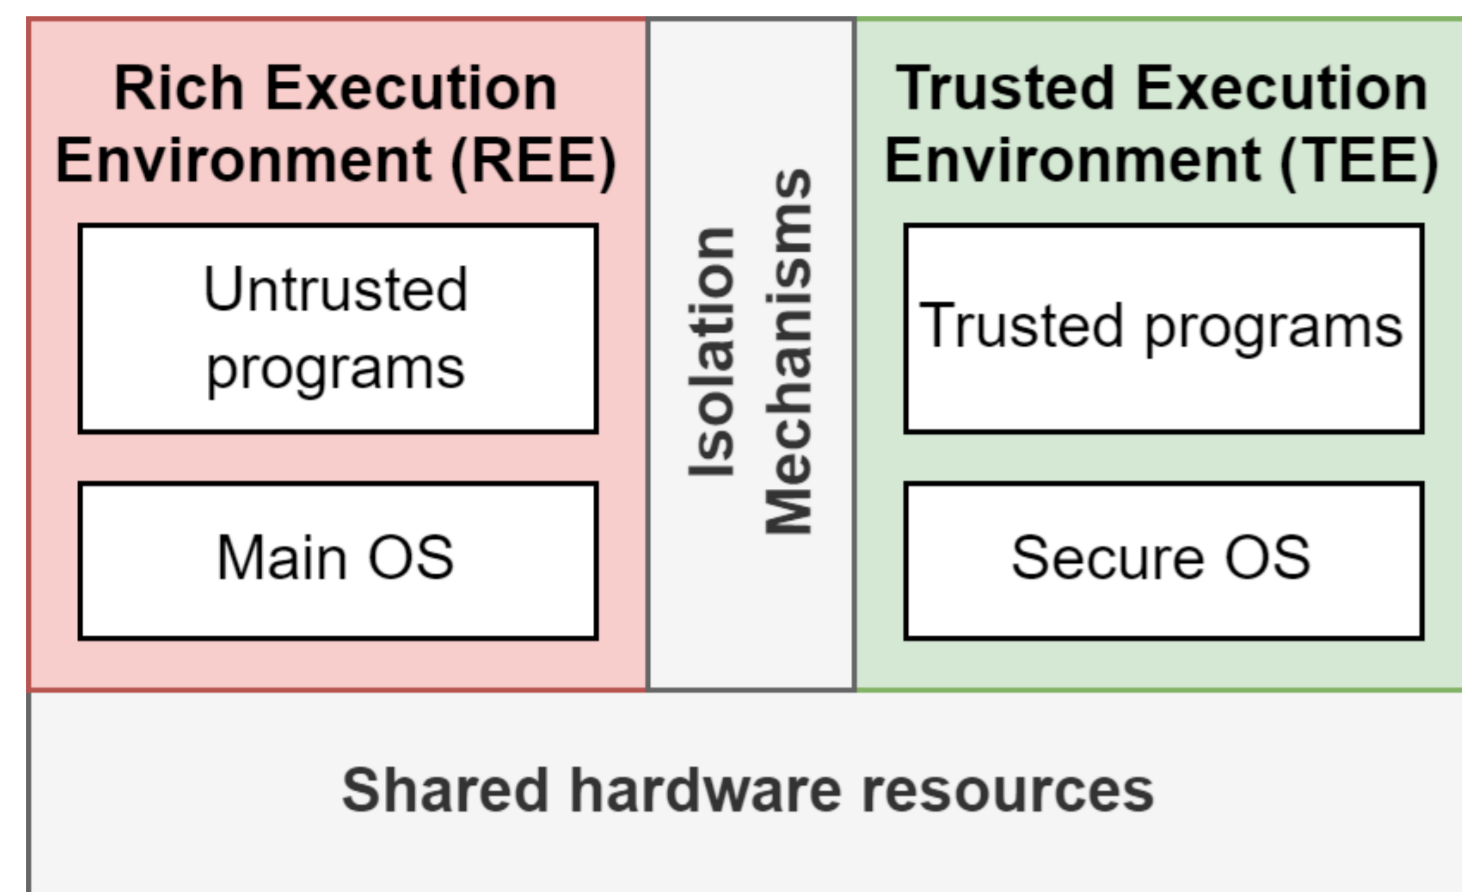 Rich Execution
Environment (REE)
Untrusted
programs
Main OS
Isolation
Mechanisms
Trusted Execution
Environment (TEE)
Trusted programs
Secure OS
Shared hardware resources